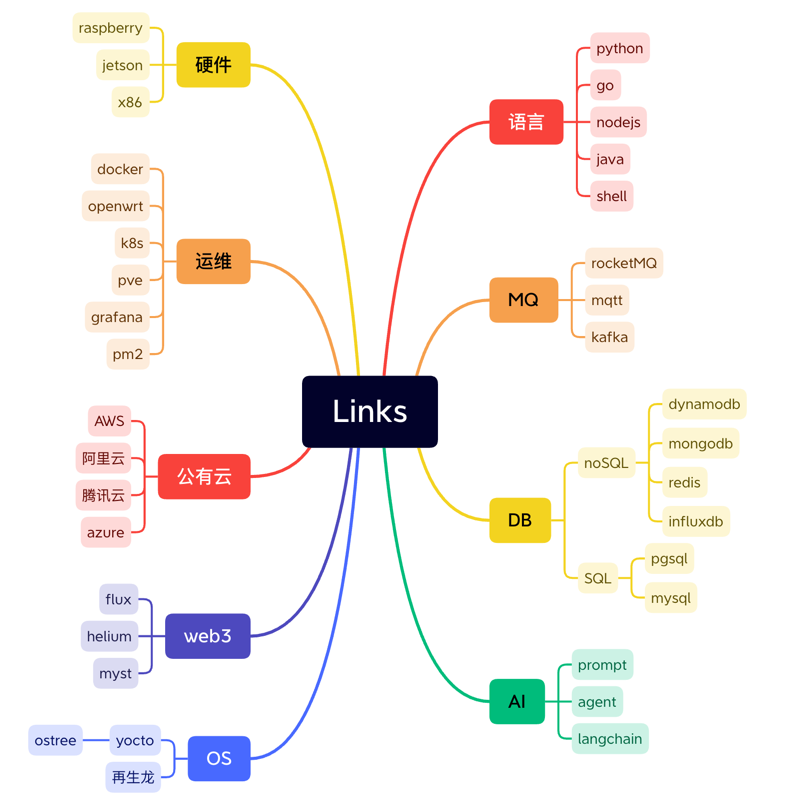 Links
硬件
raspberry
jetson
x86
运维
docker
openwrt
k8s
pve
grafana
pm2
公有云
AWS
阿里云
腾讯云
azure
web3
flux
helium
myst
OS
yocto
ostree
再生龙
语言
python
go
nodejs
java
shell
MQ
rocketMQ
mqtt
kafka
DB
noSQL
dynamodb
mongodb
redis
influxdb
SQL
pgsql
mysql
AI
prompt
agent
langchain